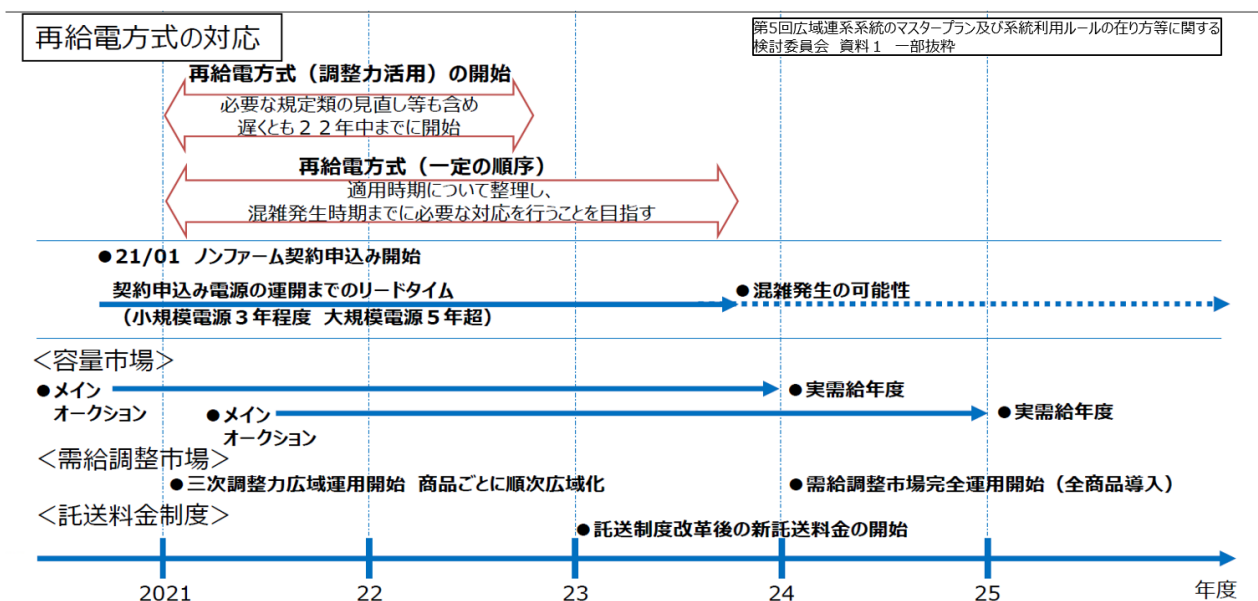 再給電方式の対応
第5回広域連系系統のマスタープラン及び系統利用ルールの在り方等に関する
検討委員会 資料1 一部抜粋
再給電方式（調整力活用）の開始
必要な規定類の見直し等も含め
遅くとも２２年中までに開始
再給電方式（一定の順序）
適用時期について整理し、
混雑発生時期までに必要な対応を行うことを目指す
●21/01 ノンファーム契約申込み開始
契約申込み電源の運開までのリードタイム
（小規模電源３年程度 大規模電源５年超）
●混雑発生の可能性
＜容量市場＞
●メイン
オークション
●実需給年度
●メイン
オークション
●実需給年度
＜需給調整市場＞
●三次調整力広域運用開始 商品ごとに順次広域化
●需給調整市場完全運用開始（全商品導入）
＜託送料金制度＞
●託送制度改革後の新託送料金の開始
2021
22
23
24
25
年度